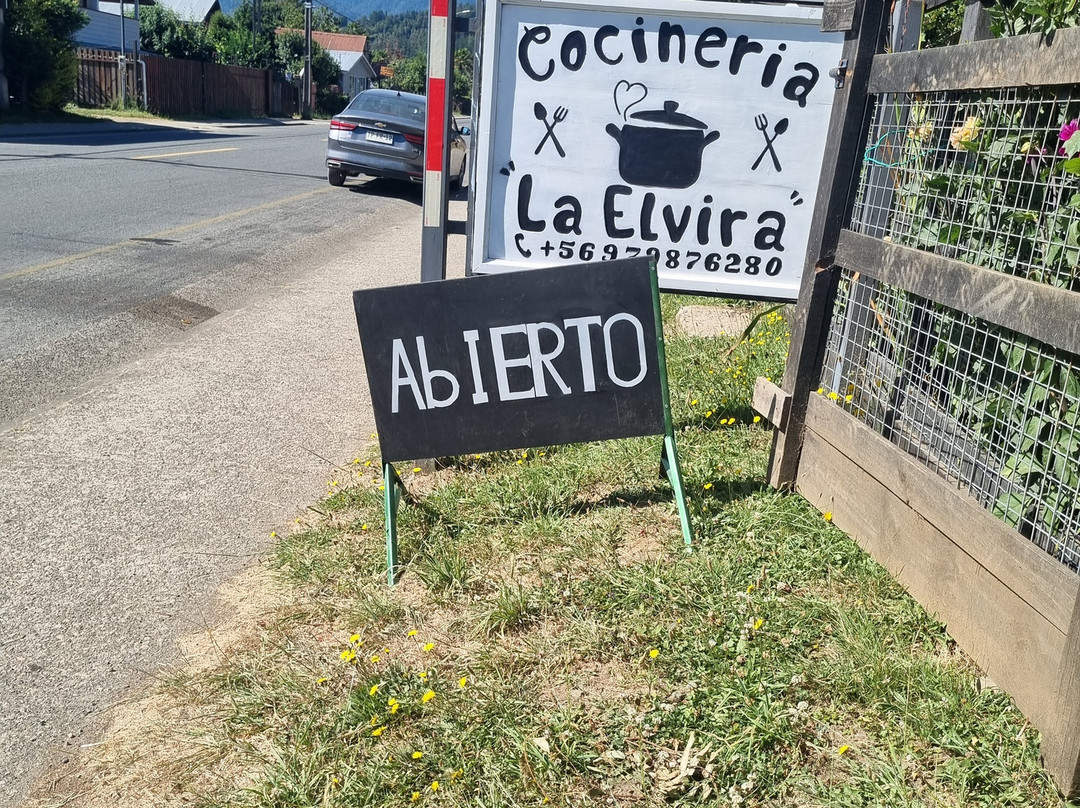 Cocineria
"La Elvira"
+56979876280
AbIERTO